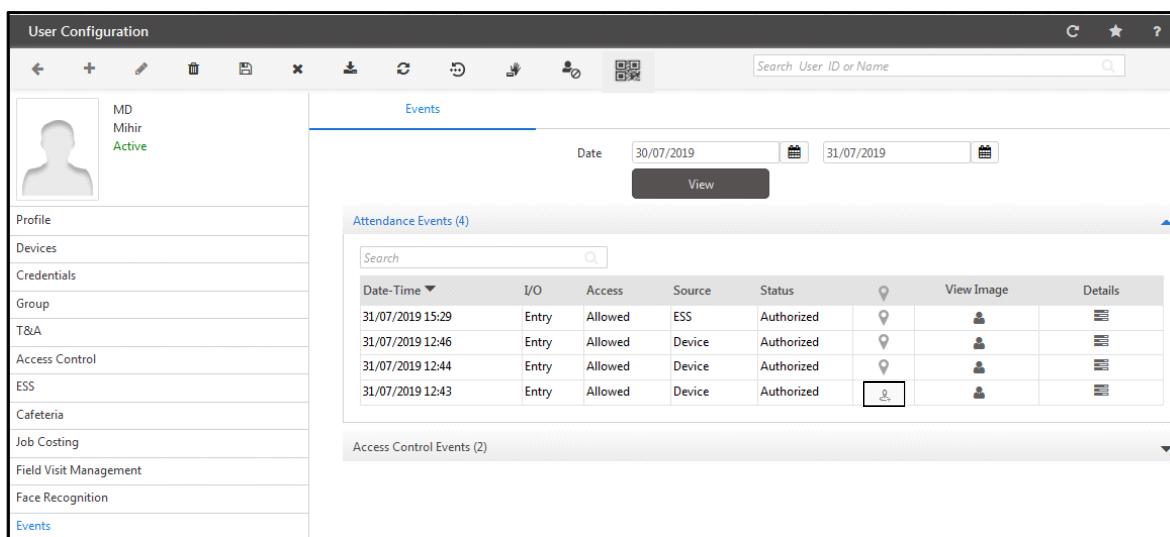 User Configuration
?
Search User ID or Name
MD
Mihir
Active
Profile
Devices
Credentials
Group
T&A
Access Control
ESS
Cafeteria
Job Costing
Field Visit Management
Face Recognition
Events
Events
Date 30/07/2019 31/07/2019
View
Attendance Events (4)
Search
Date-Time I/O Access Source Status View Image Details
31/07/2019 15:29 Entry Allowed ESS Authorized
31/07/2019 12:46 Entry Allowed Device Authorized
31/07/2019 12:44 Entry Allowed Device Authorized
31/07/2019 12:43 Entry Allowed Device Authorized
Access Control Events (2)